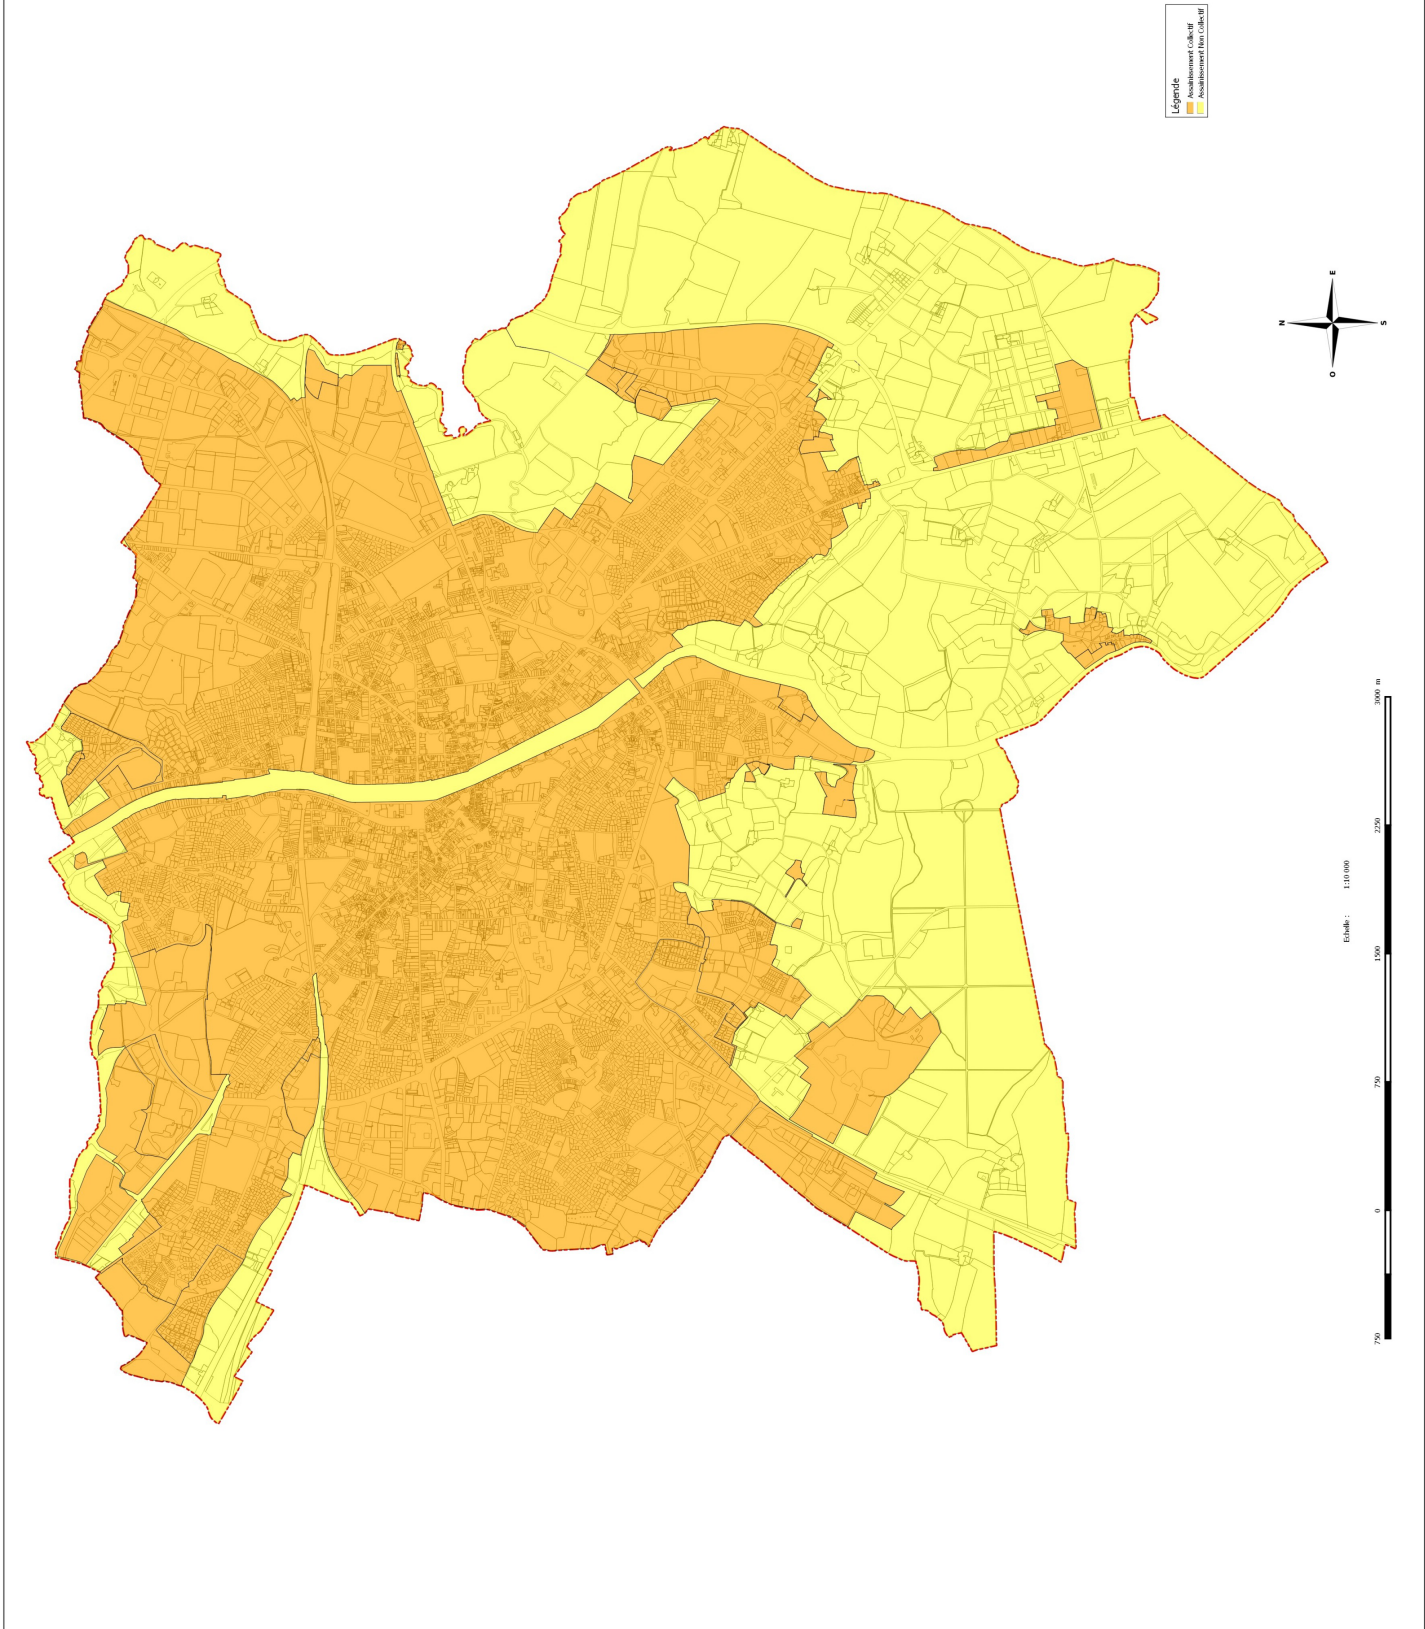 Légende
Assainissement Collectif
Assainissement Non Collectif
N
E
S
O
Echelle : 1:10 000
750
0
750
1500
2250
3000 m